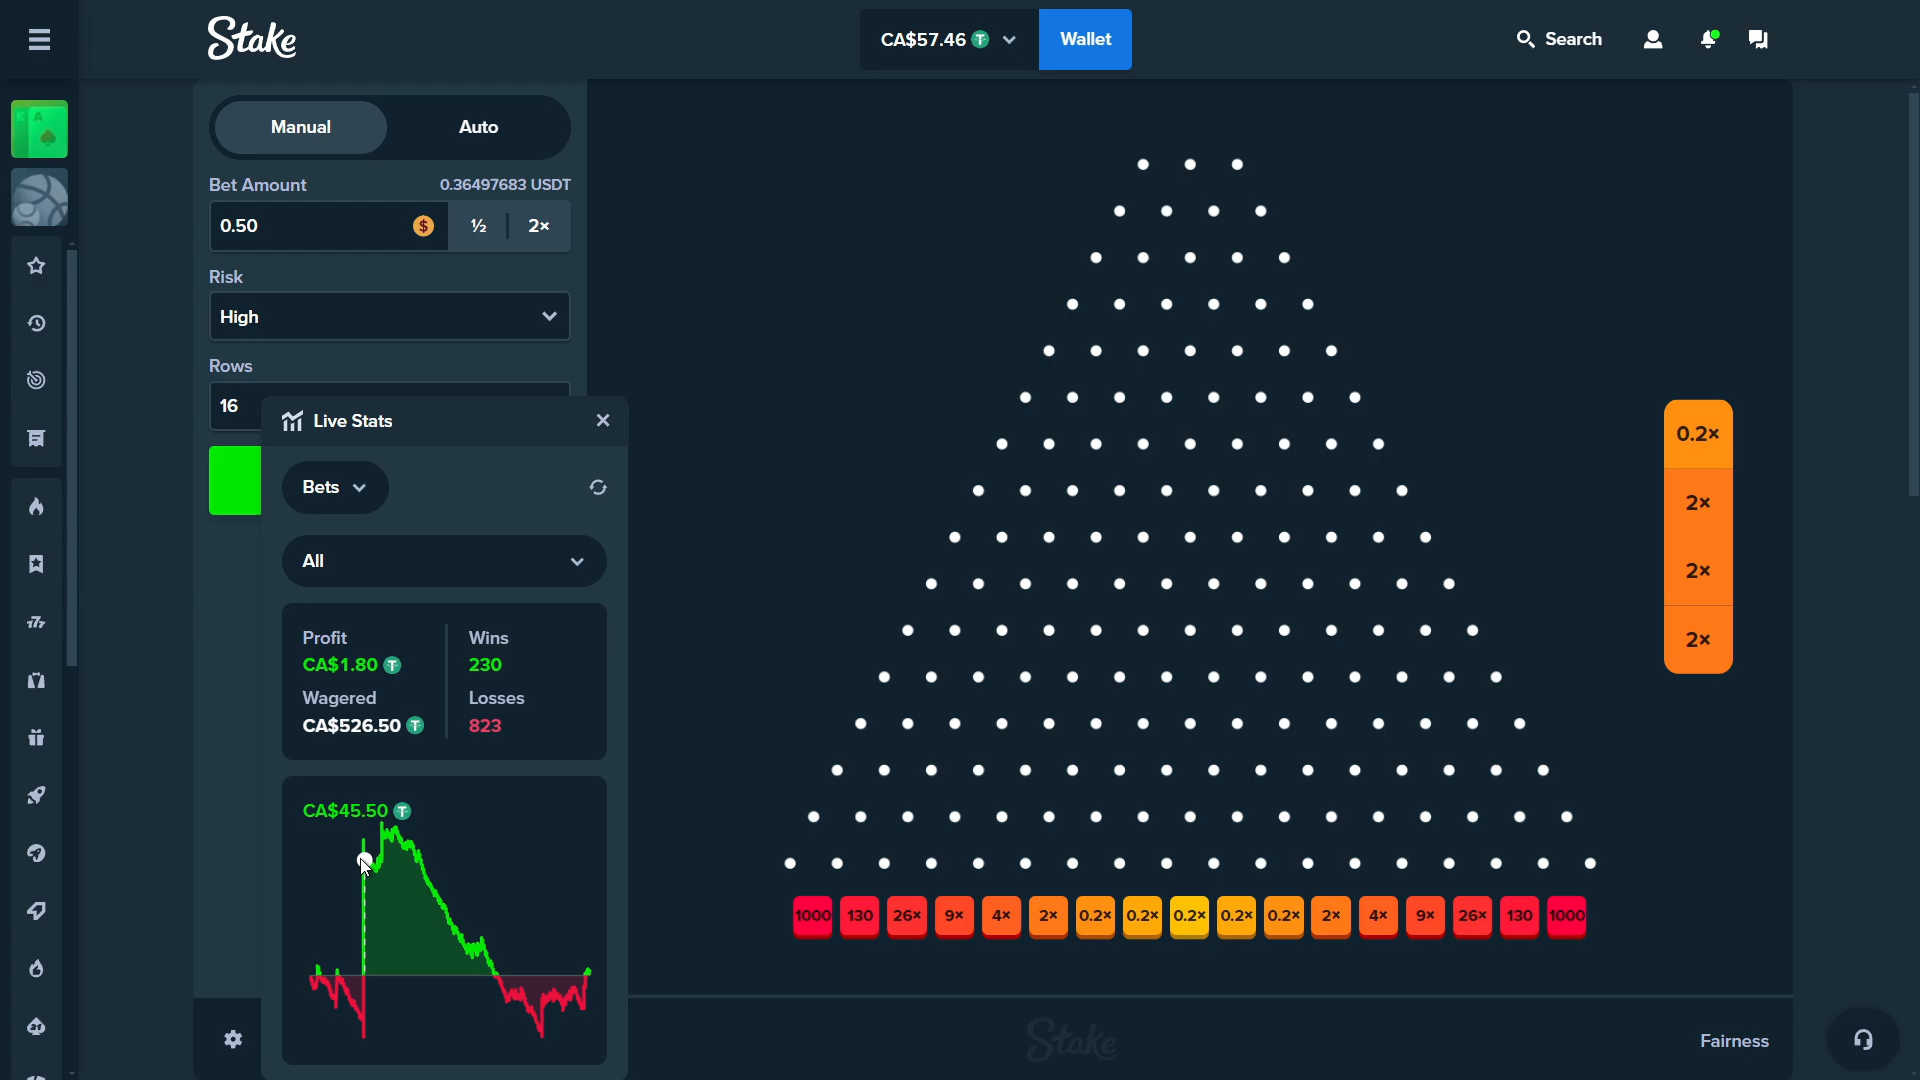 Stake
CA$57.46
Wallet
Search
K A
Manual
Auto
Bet Amount
0.36497683 USDT
0.50
½
2×
Risk
High
Rows
16
Live Stats
Bets
All
Profit
CA$1.80
Wins
230
Wagered
CA$526.50
Losses
823
CA$45.50
0.2×
2×
2×
2×
1000 130 26× 9× 4× 2× 0.2× 0.2× 0.2× 0.2× 0.2× 2× 4× 9× 26× 130 1000
Stake
Fairness
21